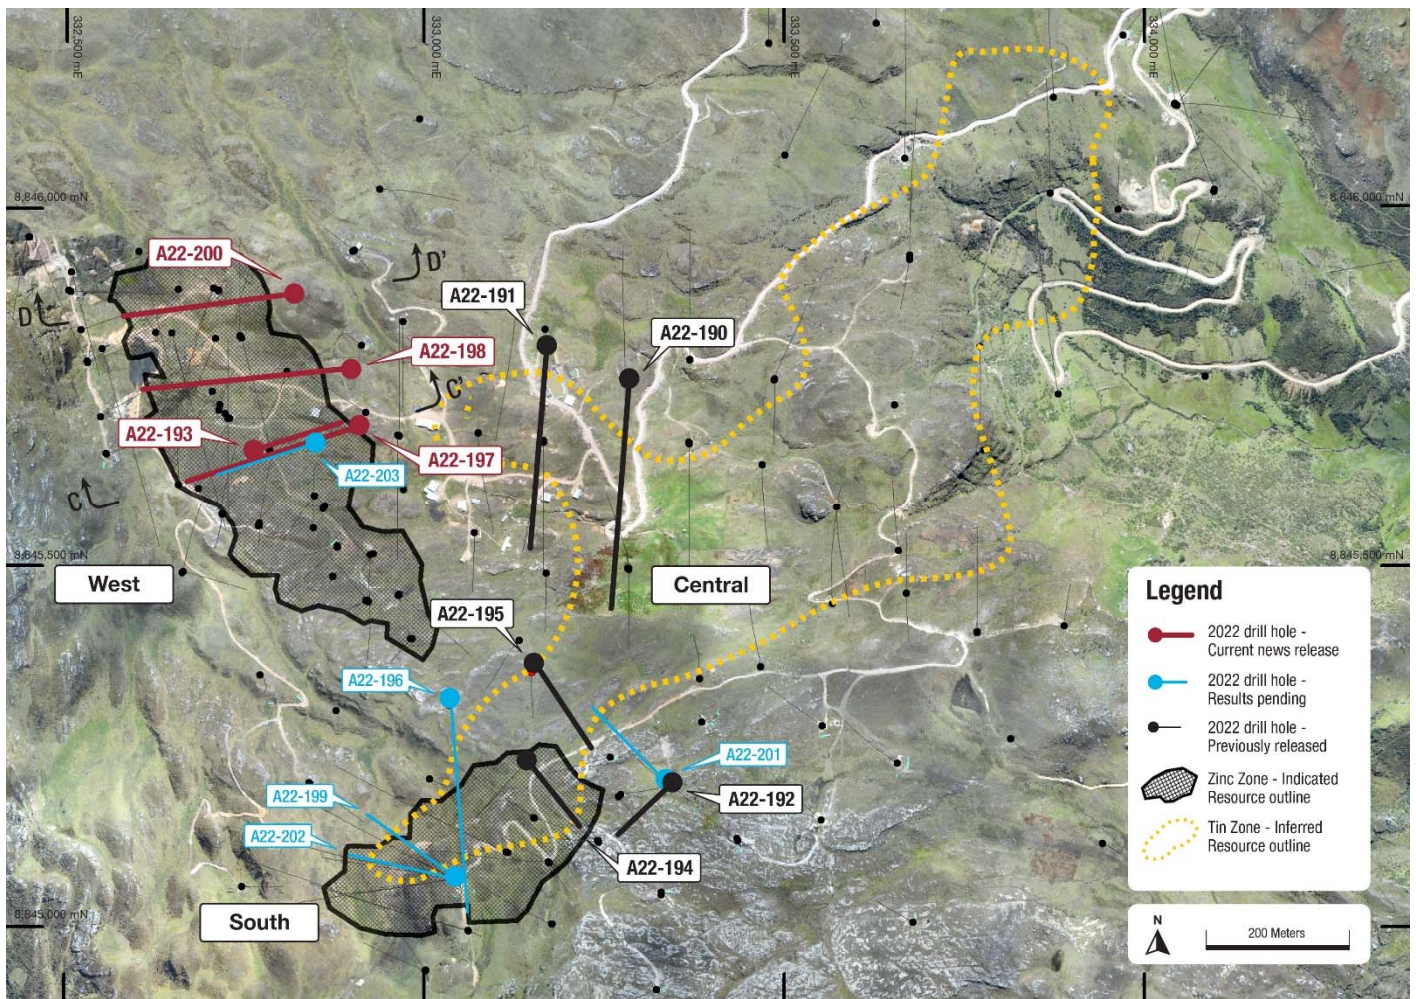 332,500 mE
333,000 mE
333,500 mE
334,000 mE
8,846,000 mN
8,846,000 mN
A22-200
D'
A22-191
D
A22-190
A22-198
C'
A22-193
A22-197
A22-203
C
8,845,500 mN
8,845,500 mN
West
Central
A22-195
A22-196
A22-201
A22-192
A22-199
A22-202
A22-194
South
8,845,000 mN
8,845,000 mN
Legend
2022 drill hole -
Current news release
2022 drill hole -
Results pending
2022 drill hole -
Previously released
Zinc Zone - Indicated
Resource outline
Tin Zone - Inferred
Resource outline
N
200 Meters